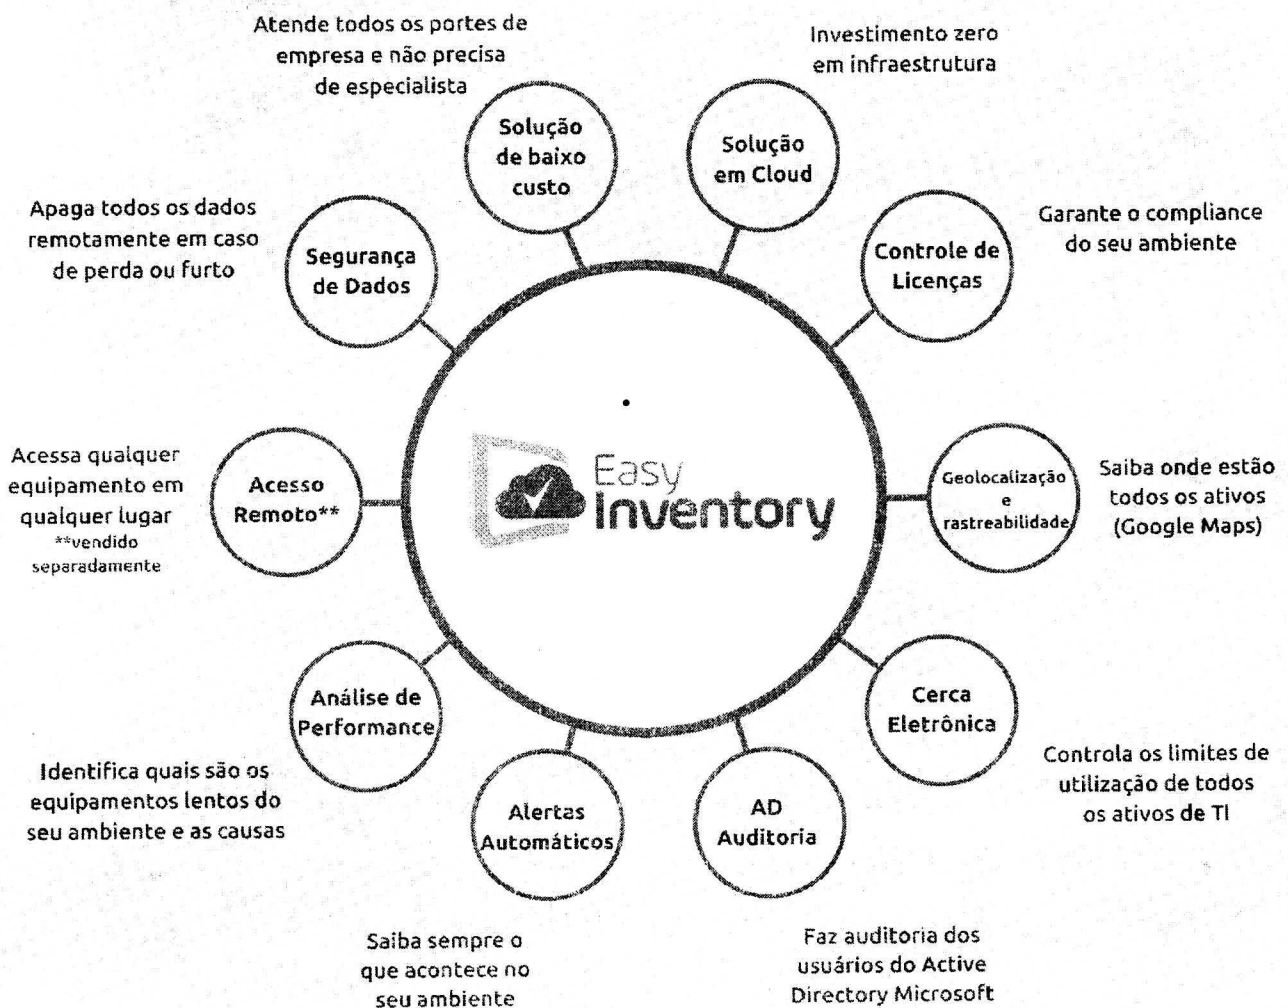 Atende todos os portes de
empresa e não precisa
de especialista
Investimento zero
em infraestrutura
Solução
de baixo
custo
Solução
em Cloud
Apaga todos os dados
remotamente em caso
de perda ou furto
Segurança
de Dados
Controle de
Licenças
Garante o compliance
do seu ambiente
Acessa qualquer
equipamento em
qualquer lugar
**vendido
separadamente
Acesso
Remoto**
Easy
Inventory
Geolocalização
e
rastreabilidade
Saiba onde estão
todos os ativos
(Google Maps)
Análise de
Performance
Cerca
Eletrônica
Identifica quais são os
equipamentos lentos do
seu ambiente e as causas
Alertas
Automáticos
AD
Auditoria
Controla os limites de
utilização de todos
os ativos de TI
Saiba sempre o
que acontece no
seu ambiente
Faz auditoria dos
usuários do Active
Directory Microsoft